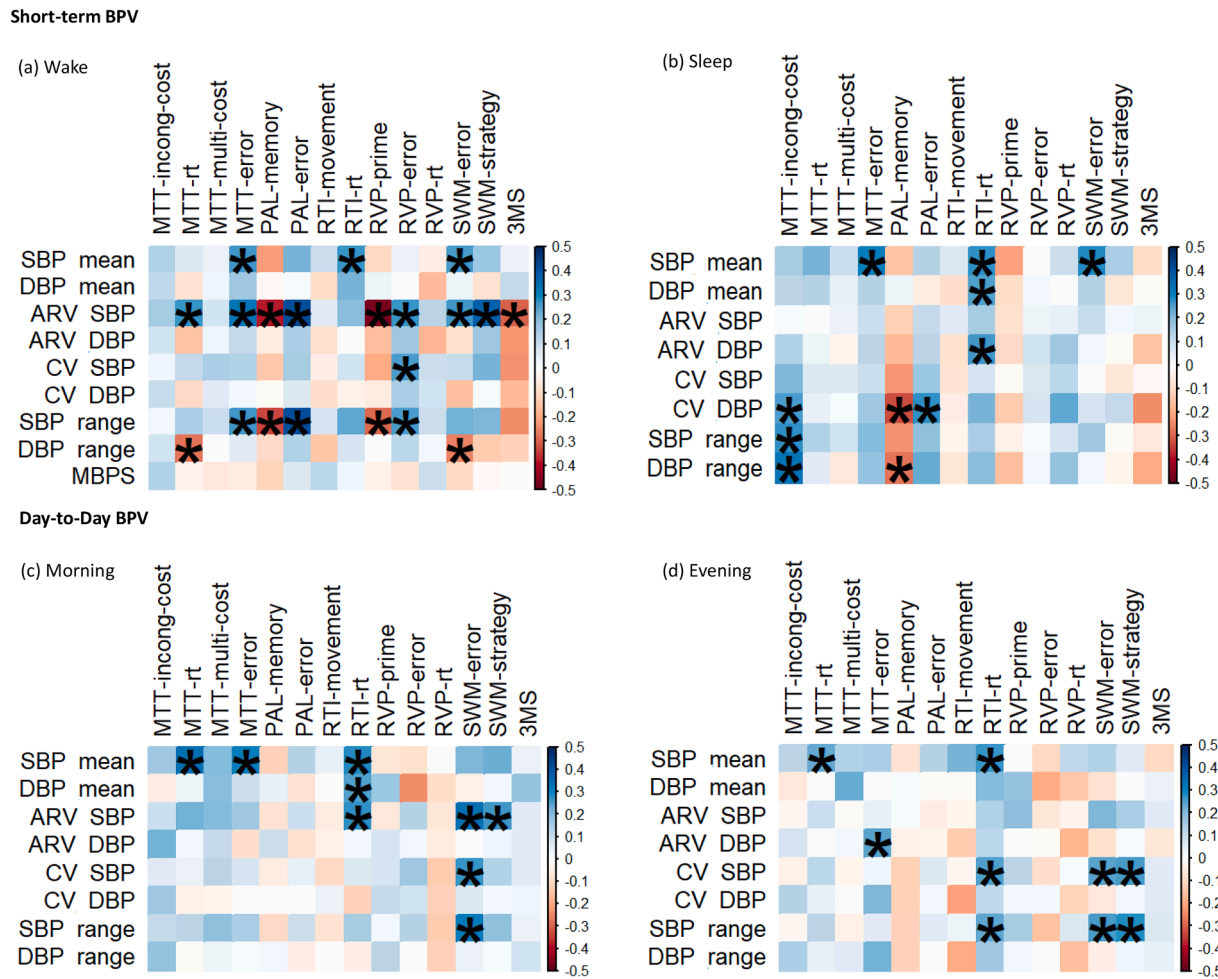 Short-term BPV
(a) Wake
(b) Sleep
MTT-incong-cost
MTT-rt
MTT-multi-cost
MTT-error
PAL-memory
PAL-error
RTI-movement
RTI-rt
RVP-prime
RVP-error
RVP-rt
SWM-error
SWM-strategy
3MS
MTT-incong-cost
MTT-rt
MTT-multi-cost
MTT-error
PAL-memory
PAL-error
RTI-movement
RTI-rt
RVP-prime
RVP-error
RVP-rt
SWM-error
SWM-strategy
3MS
SBP mean
DBP mean
ARV SBP
ARV DBP
CV SBP
CV DBP
SBP range
DBP range
MBPS
0.5
0.4
0.3
0.2
0.1
0
-0.1
-0.2
-0.3
-0.4
-0.5
SBP mean
DBP mean
ARV SBP
ARV DBP
CV SBP
CV DBP
SBP range
DBP range
0.5
0.4
0.3
0.2
0.1
0
-0.1
-0.2
-0.3
-0.4
-0.5
Day-to-Day BPV
(c) Morning
(d) Evening
MTT-incong-cost
MTT-rt
MTT-multi-cost
MTT-error
PAL-memory
PAL-error
RTI-movement
RTI-rt
RVP-prime
RVP-error
RVP-rt
SWM-error
SWM-strategy
3MS
MTT-incong-cost
MTT-rt
MTT-multi-cost
MTT-error
PAL-memory
PAL-error
RTI-movement
RTI-rt
RVP-prime
RVP-error
RVP-rt
SWM-error
SWM-strategy
3MS
SBP mean
DBP mean
ARV SBP
ARV DBP
CV SBP
CV DBP
SBP range
DBP range
0.5
0.4
0.3
0.2
0.1
0
-0.1
-0.2
-0.3
-0.4
-0.5
SBP mean
DBP mean
ARV SBP
ARV DBP
CV SBP
CV DBP
SBP range
DBP range
0.5
0.4
0.3
0.2
0.1
0
-0.1
-0.2
-0.3
-0.4
-0.5